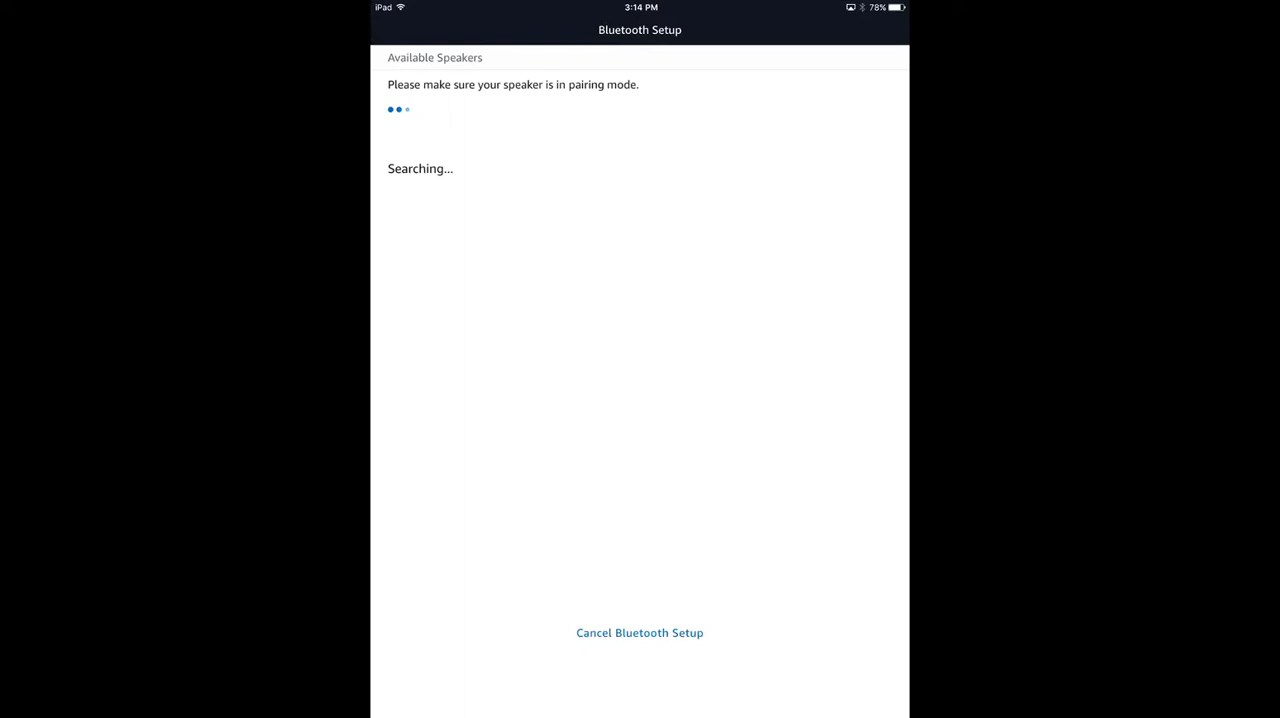 iPad 3:14 PM 78%
Bluetooth Setup
Available Speakers
Please make sure your speaker is in pairing mode.
Searching...
Cancel Bluetooth Setup